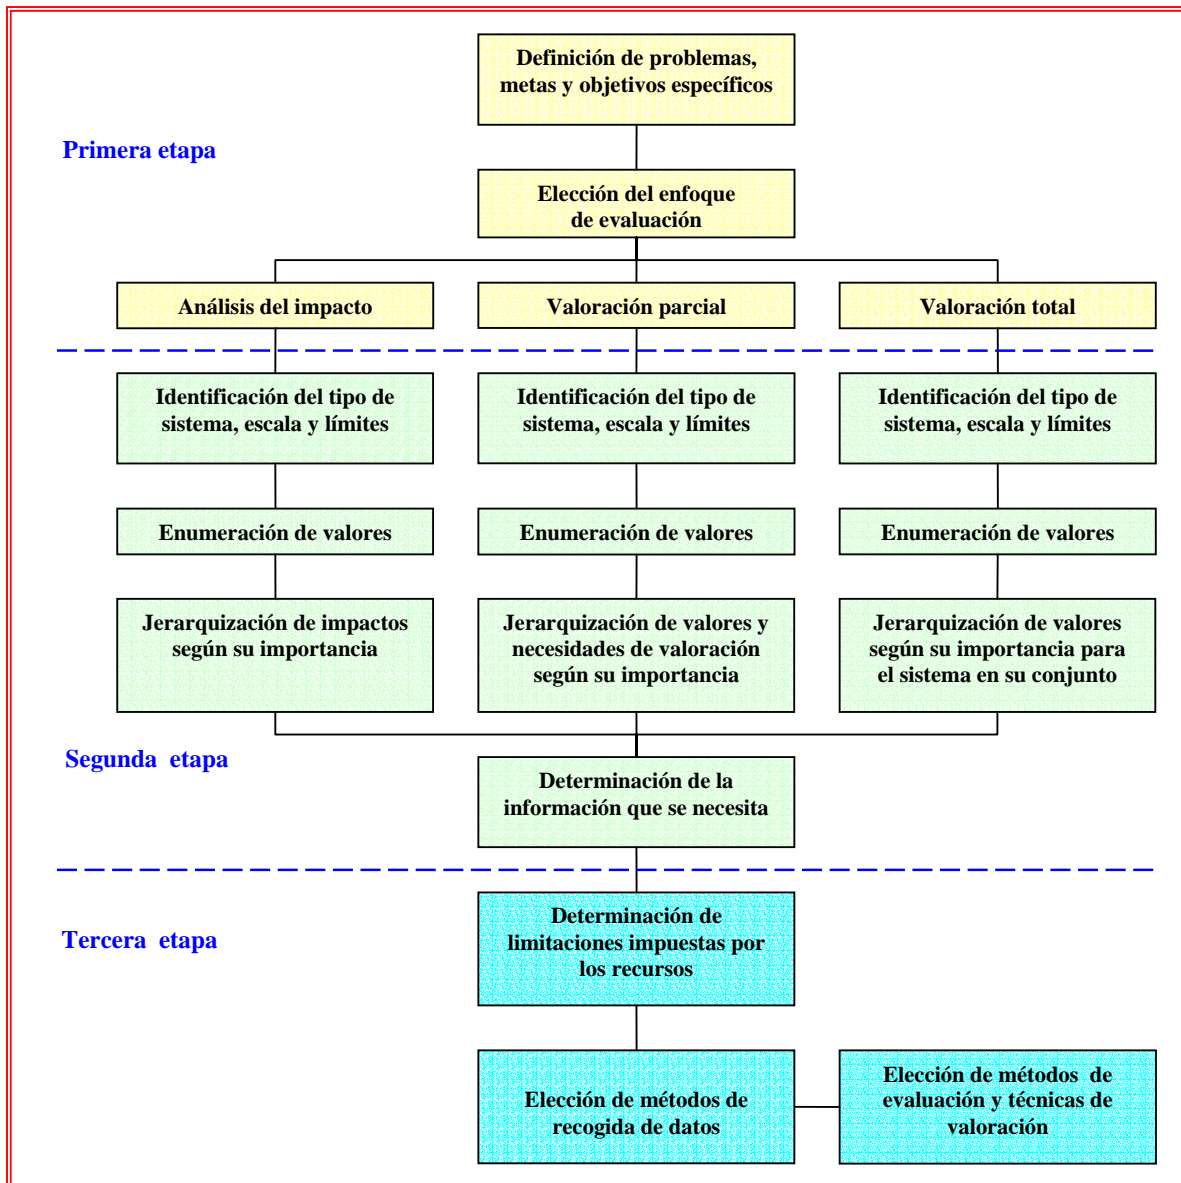 Definición de problemas,
metas y objetivos específicos
Primera etapa
Elección del enfoque
de evaluación
Análisis del impacto
Valoración parcial
Valoración total
Identificación del tipo de
sistema, escala y límites
Identificación del tipo de
sistema, escala y límites
Identificación del tipo de
sistema, escala y límites
Enumeración de valores
Enumeración de valores
Enumeración de valores
Jerarquización de impactos
según su importancia
Jerarquización de valores y
necesidades de valoración
según su importancia
Jerarquización de valores
según su importancia para
el sistema en su conjunto
Segunda etapa
Determinación de la
información que se necesita
Tercera etapa
Determinación de
limitaciones impuestas por
los recursos
Elección de métodos de
recogida de datos
Elección de métodos de
evaluación y técnicas de
valoración